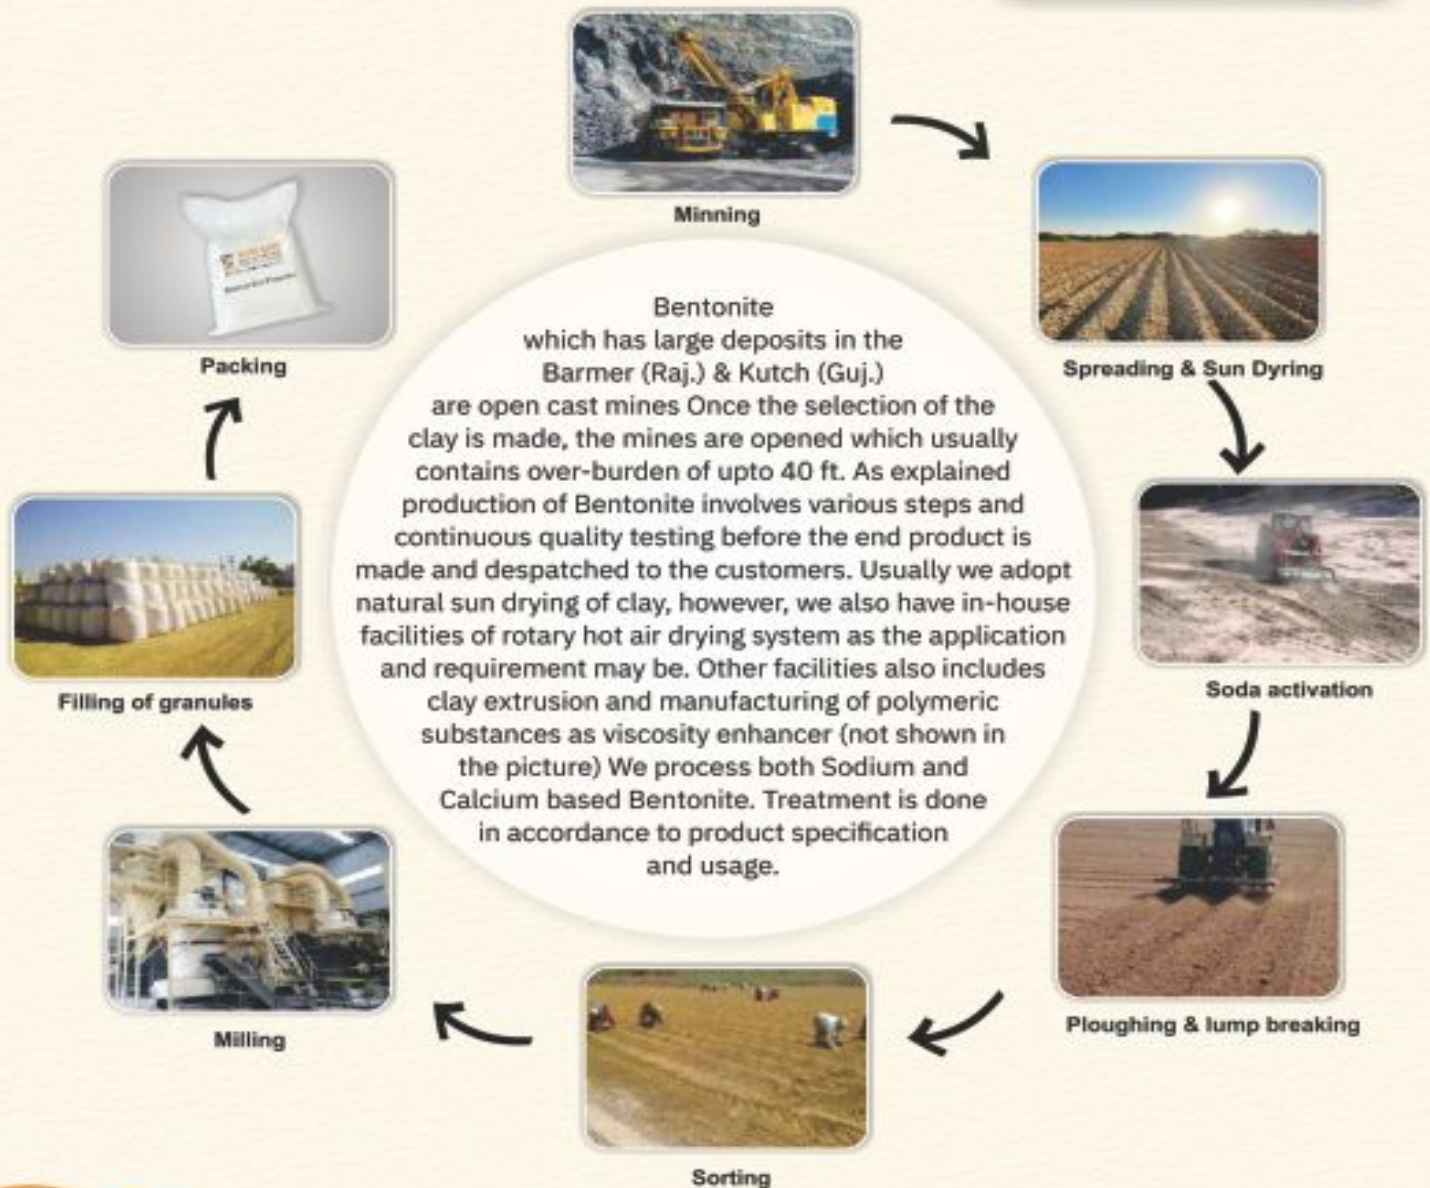 Minning
Spreading & Sun Dyring
Soda activation
Ploughing & lump breaking
Sorting
Milling
Filling of granules
Packing
Bentonite
which has large deposits in the
Barmer (Raj.) & Kutch (Guj.)
are open cast mines Once the selection of the
clay is made, the mines are opened which usually
contains over-burden of upto 40 ft. As explained
production of Bentonite involves various steps and
continuous quality testing before the end product is
made and despatched to the customers. Usually we adopt
natural sun drying of clay, however, we also have in-house
facilities of rotary hot air drying system as the application
and requirement may be. Other facilities also includes
clay extrusion and manufacturing of polymeric
substances as viscosity enhancer (not shown in
the picture) We process both Sodium and
Calcium based Bentonite. Treatment is done
in accordance to product specification
and usage.